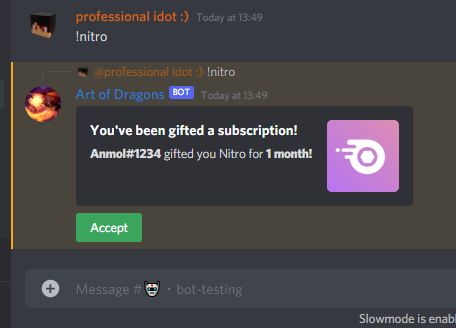 professional idot :) Today at 13:49
!nitro
@professional idot :) !nitro
Art of Dragons BOT Today at 13:49
You've been gifted a subscription!
Anmol#1234 gifted you Nitro for 1 month!
Accept
Message # • bot-testing
Slowmode is enabl